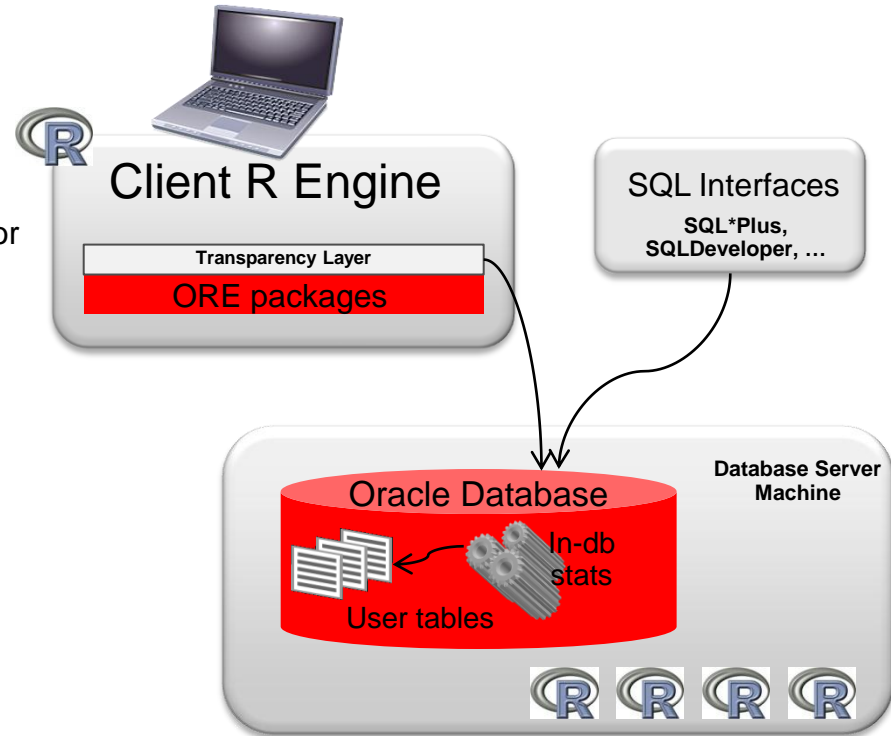 R
Client R Engine
or
Transparency Layer
ORE packages
SQL Interfaces
SQL*Plus,
SQLDeveloper, …
Database Server
Machine
Oracle Database
In-db
stats
User tables
R R R R